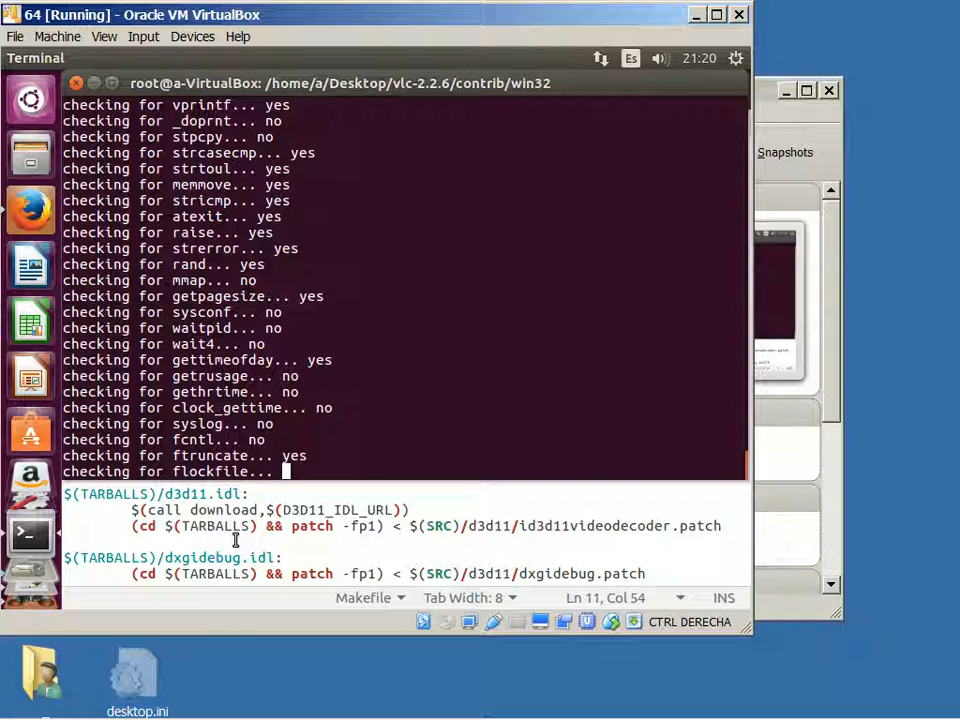 64 [Running] - Oracle VM VirtualBox
File Machine View Input Devices Help
Terminal
Es
21:20
root@a-VirtualBox: /home/a/Desktop/vlc-2.2.6/contrib/win32
checking for vprintf... yes
checking for _doprnt... no
checking for stpcpy... no
checking for strcasecmp... yes
checking for strtoul... yes
checking for memmove... yes
checking for stricmp... yes
checking for atexit... yes
checking for raise... yes
checking for strerror... yes
checking for rand... yes
checking for mmap... no
checking for getpagesize... yes
checking for sysconf... no
checking for waitpid... no
checking for wait4... no
checking for gettimeofday... yes
checking for getrusage... no
checking for gethrtime... no
checking for clock_gettime... no
checking for syslog... no
checking for fcntl... no
checking for ftruncate... yes
checking for flockfile...
Snapshots
$(TARBALLS)/d3d11.idl:
$(call download,$(D3D11_IDL_URL))
(cd $(TARBALLS) && patch -fp1) < $(SRC)/d3d11/id3d11videodecoder.patch
$(TARBALLS)/dxgidebug.idl:
(cd $(TARBALLS) && patch -fp1) < $(SRC)/d3d11/dxgidebug.patch
Makefile Tab Width: 8 Ln 11, Col 54 INS
CTRL DERECHA
desktop.ini